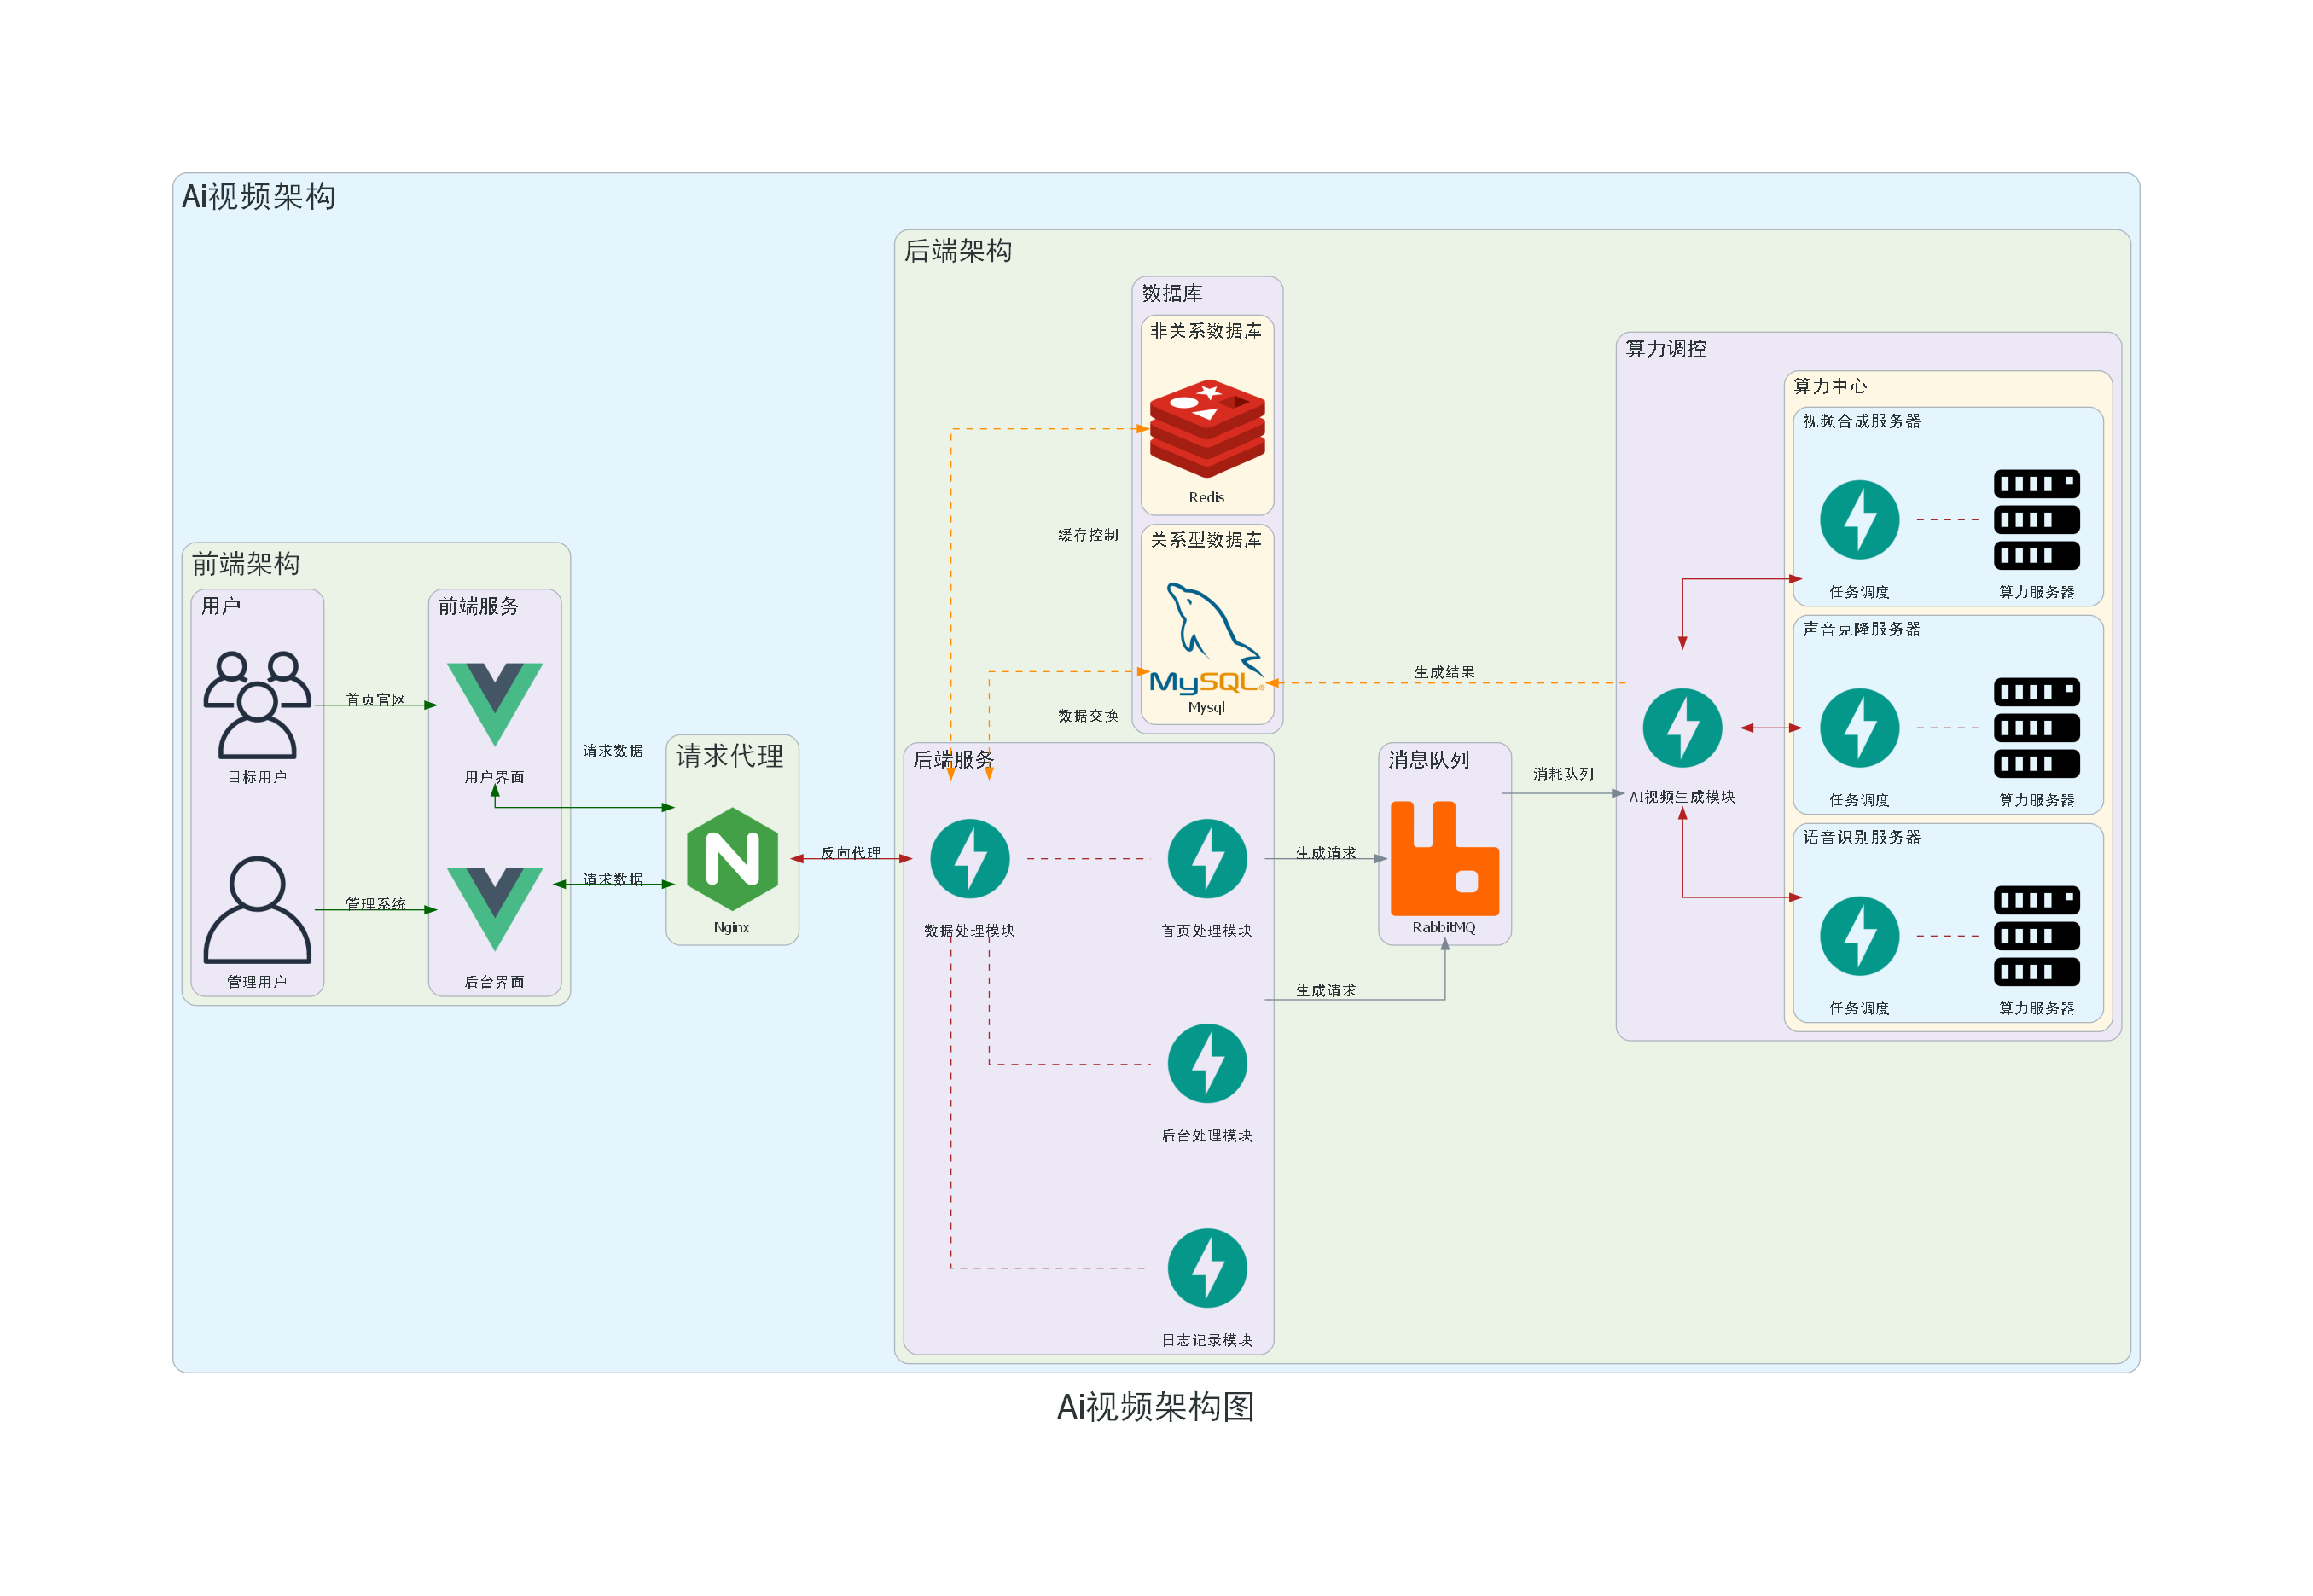 Ai视频架构
后端架构
数据库
非关系数据库
Redis
缓存控制
关系型数据库
MySQL®
Mysql
数据交换
生成结果
算力调控
算力中心
视频合成服务器
任务调度
算力服务器
声音克隆服务器
任务调度
算力服务器
AI视频生成模块
语音识别服务器
任务调度
算力服务器
前端架构
用户
前端服务
首页官网
目标用户
用户界面
请求数据
管理系统
管理用户
后台界面
请求数据
请求代理
Nginx
反向代理
后端服务
数据处理模块
首页处理模块
生成请求
消息队列
RabbitMQ
消耗队列
生成请求
后台处理模块
日志记录模块
Ai视频架构图